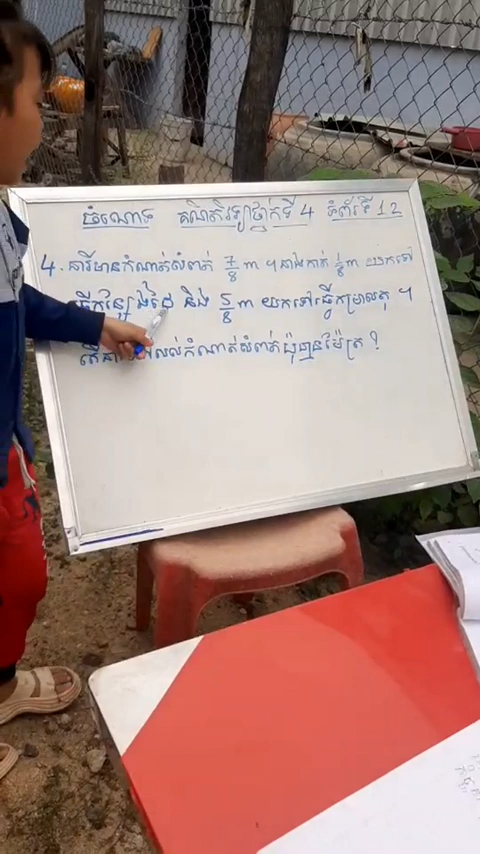 ចំណោទ គណិតវិទ្យាថ្នាក់ទី 4 ទំព័រទី 12
4. នារីមានកំណាត់សំពត់ 7/8 m ។ នាងកាត់ 1/8 m យកទៅ
ធ្វើកន្សែងដៃ និង 5/8 m យកទៅធ្វើកម្រាលតុ ។
តើនា នៅសល់កំណាត់សំពត់ប៉ុន្មានម៉ែត្រ ?